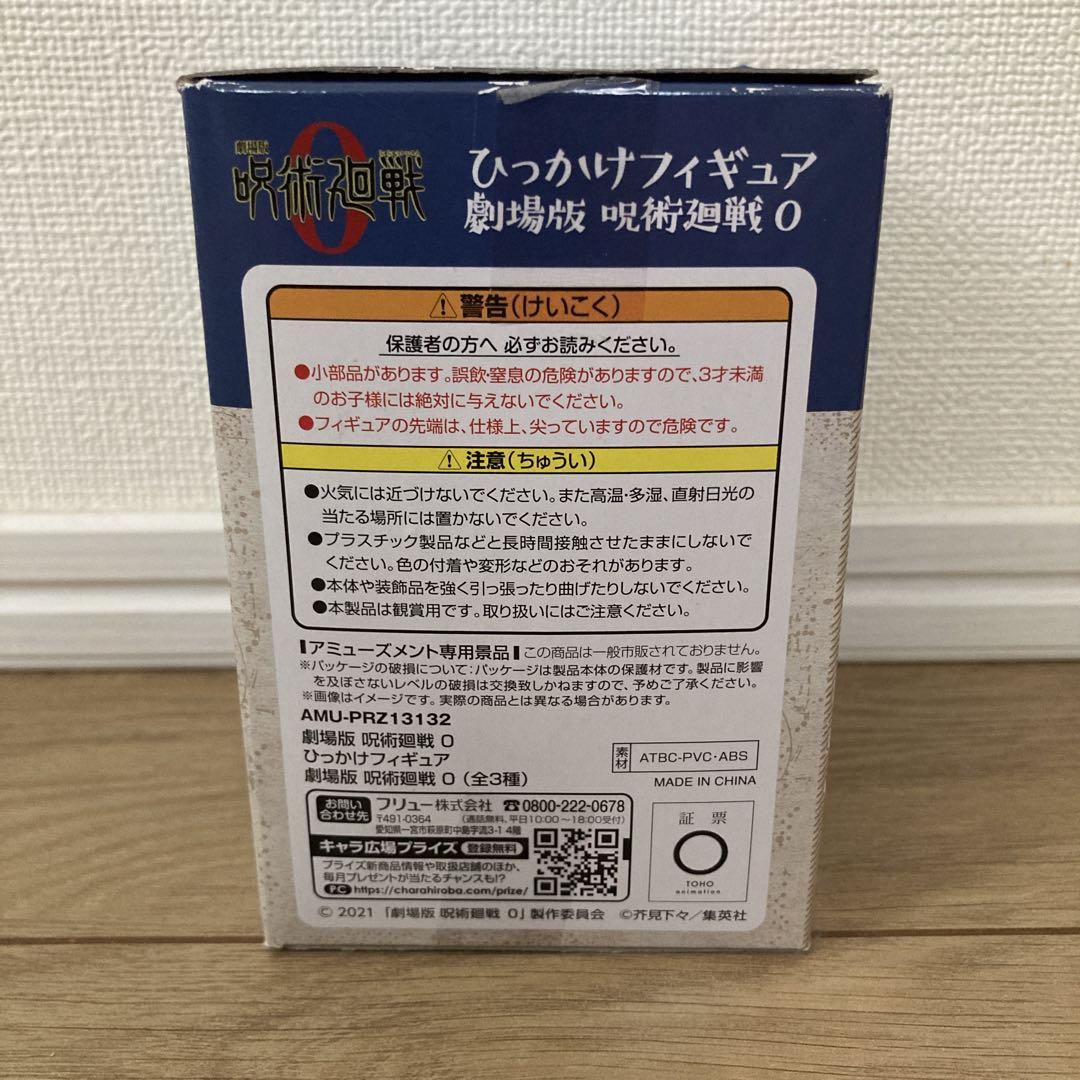 劇場版
呪術廻戦
0
ひっかけフィギュア
劇場版 呪術廻戦 0
⚠警告(けいこく)
保護者の方へ 必ずお読みください。
●小部品があります。誤飲・窒息の危険がありますので、3才未満
のお子様には絶対に与えないでください。
●フィギュアの先端は、仕様上、尖っていますので危険です。
⚠注意(ちゅうい)
●火気には近づけないでください。また高温・多湿、直射日光の
当たる場所には置かないでください。
●プラスチック製品などと長時間接触させたままにしないで
ください。色の付着や変形などのおそれがあります。
●本体や装飾品を強く引っ張ったり曲げたりしないでください。
●本製品は観賞用です。取り扱いにはご注意ください。
┃アミューズメント専用景品┃この商品は一般市販されておりません。
※パッケージの破損について:パッケージは製品本体の保護材です。製品に影響
を及ぼさないレベルの破損は交換致しかねますので、予めご了承ください。
※画像はイメージです。実際の商品とは異なる場合があります。
AMU-PRZ13132
劇場版 呪術廻戦 0
ひっかけフィギュア
劇場版 呪術廻戦 0 (全3種)
素材 ATBC-PVC・ABS
MADE IN CHINA
お問い合わせ先 フリュー株式会社 ☎0800-222-0678
〒491-0364 (通話無料、平日10:00〜18:00受付)
愛知県一宮市萩原町中島字流3-1 4階
キャラ広場プライズ 登録無料
プライズ新商品情報や取扱店舗のほか、
毎月プレゼントが当たるチャンスも!?
PC https://charahiroba.com/prize/
証票
TOHO
animation
© 2021 「劇場版 呪術廻戦 0」製作委員会 ©芥見下々/集英社